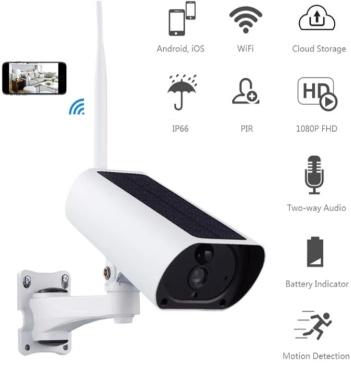 Android, iOS
WiFi
Cloud Storage
IP66
PIR
HD
1080P FHD
Two-way Audio
Battery Indicator
Motion Detection